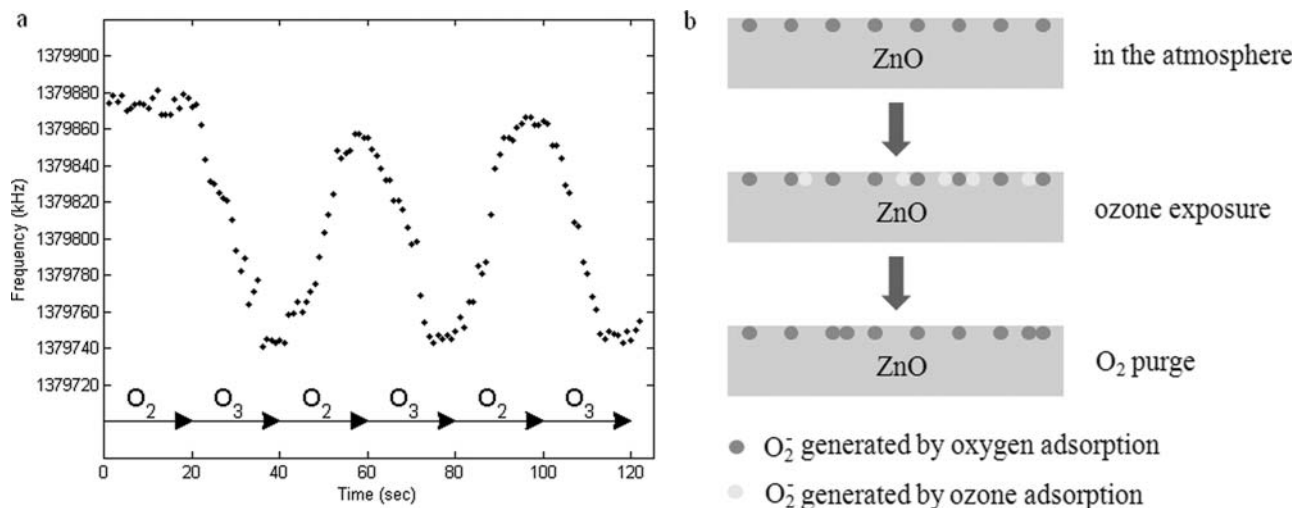 a
1379900
1379880
1379860
1379840
1379820
1379800
1379780
1379760
1379740
1379720
Frequency (kHz)
O2 O3 O2 O3 O2 O3
0 20 40 60 80 100 120
Time (sec)
b
ZnO
in the atmosphere
ZnO
ozone exposure
ZnO
O2 purge
O2- generated by oxygen adsorption
O2- generated by ozone adsorption